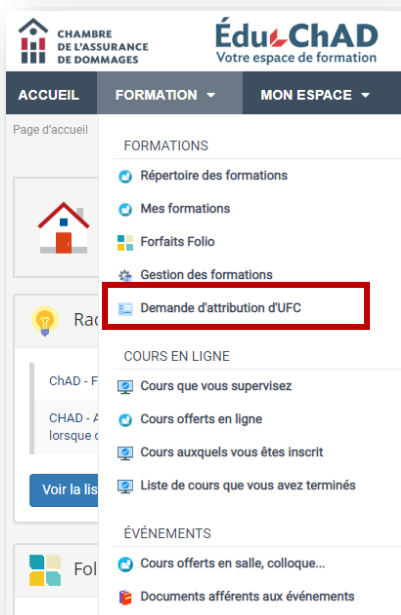 CHAMBRE
DE L'ASSURANCE
DE DOMMAGES
ÉduChAD
Votre espace de formation
ACCUEIL FORMATION MON ESPACE
Page d'accueil
FORMATIONS
Répertoire des formations
Mes formations
Forfaits Folio
Gestion des formations
Demande d'attribution d'UFC
COURS EN LIGNE
ChAD - F
Cours que vous supervisez
CHAD - A
lorsque
Cours offerts en ligne
Cours auxquels vous êtes inscrit
Voir la lis
Liste de cours que vous avez terminés
ÉVÉNEMENTS
Fol
Cours offerts en salle, colloque...
Documents afférents aux événements